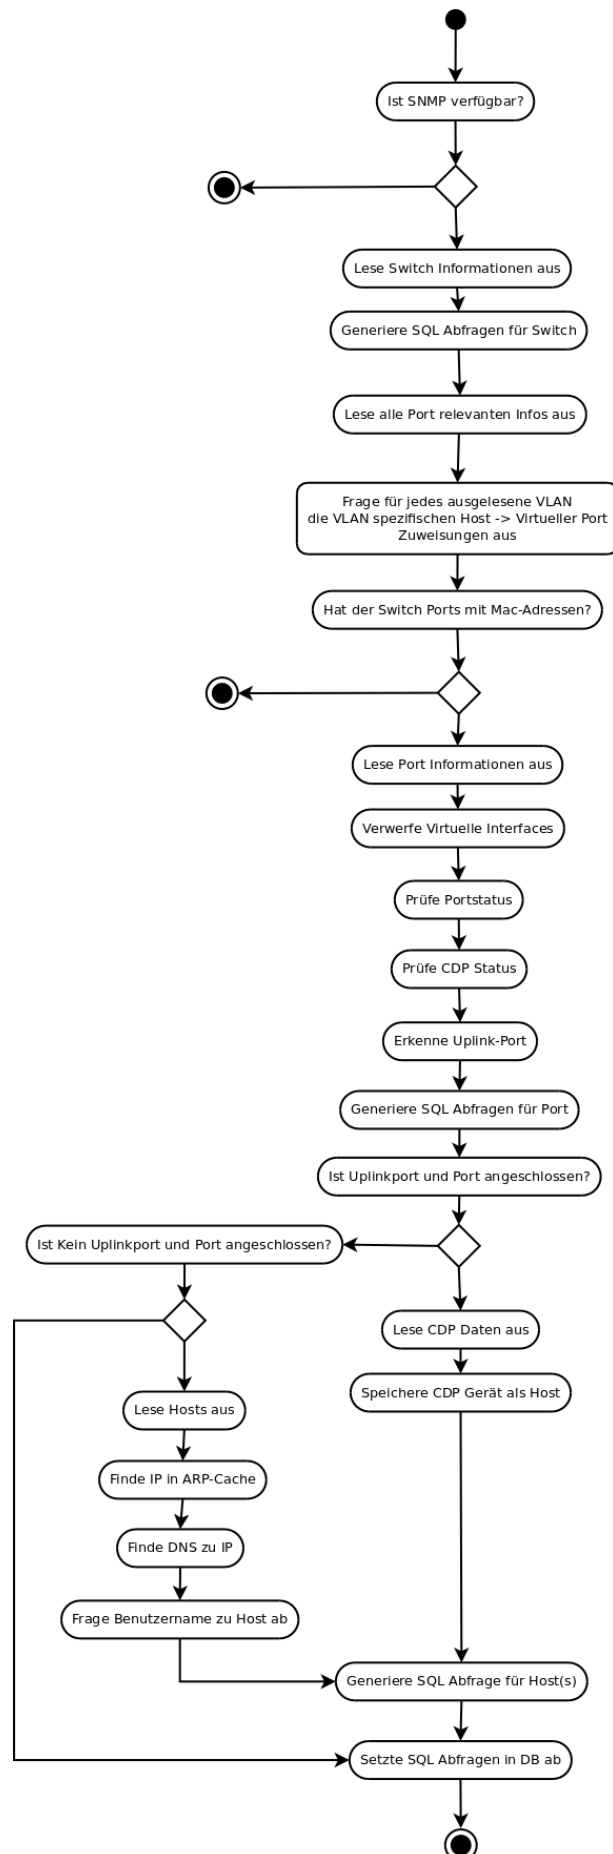 Ist SNMP verfügbar?
Lese Switch Informationen aus
Generiere SQL Abfragen für Switch
Lese alle Port relevanten Infos aus
Frage für jedes ausgelesene VLAN
die VLAN spezifischen Host -> Virtueller Port
Zuweisungen aus
Hat der Switch Ports mit Mac-Adressen?
Lese Port Informationen aus
Verwerfe Virtuelle Interfaces
Prüfe Portstatus
Prüfe CDP Status
Erkenne Uplink-Port
Generiere SQL Abfragen für Port
Ist Uplinkport und Port angeschlossen?
Ist Kein Uplinkport und Port angeschlossen?
Lese CDP Daten aus
Speichere CDP Gerät als Host
Lese Hosts aus
Finde IP in ARP-Cache
Finde DNS zu IP
Frage Benutzername zu Host ab
Generiere SQL Abfrage für Host(s)
Setzte SQL Abfragen in DB ab